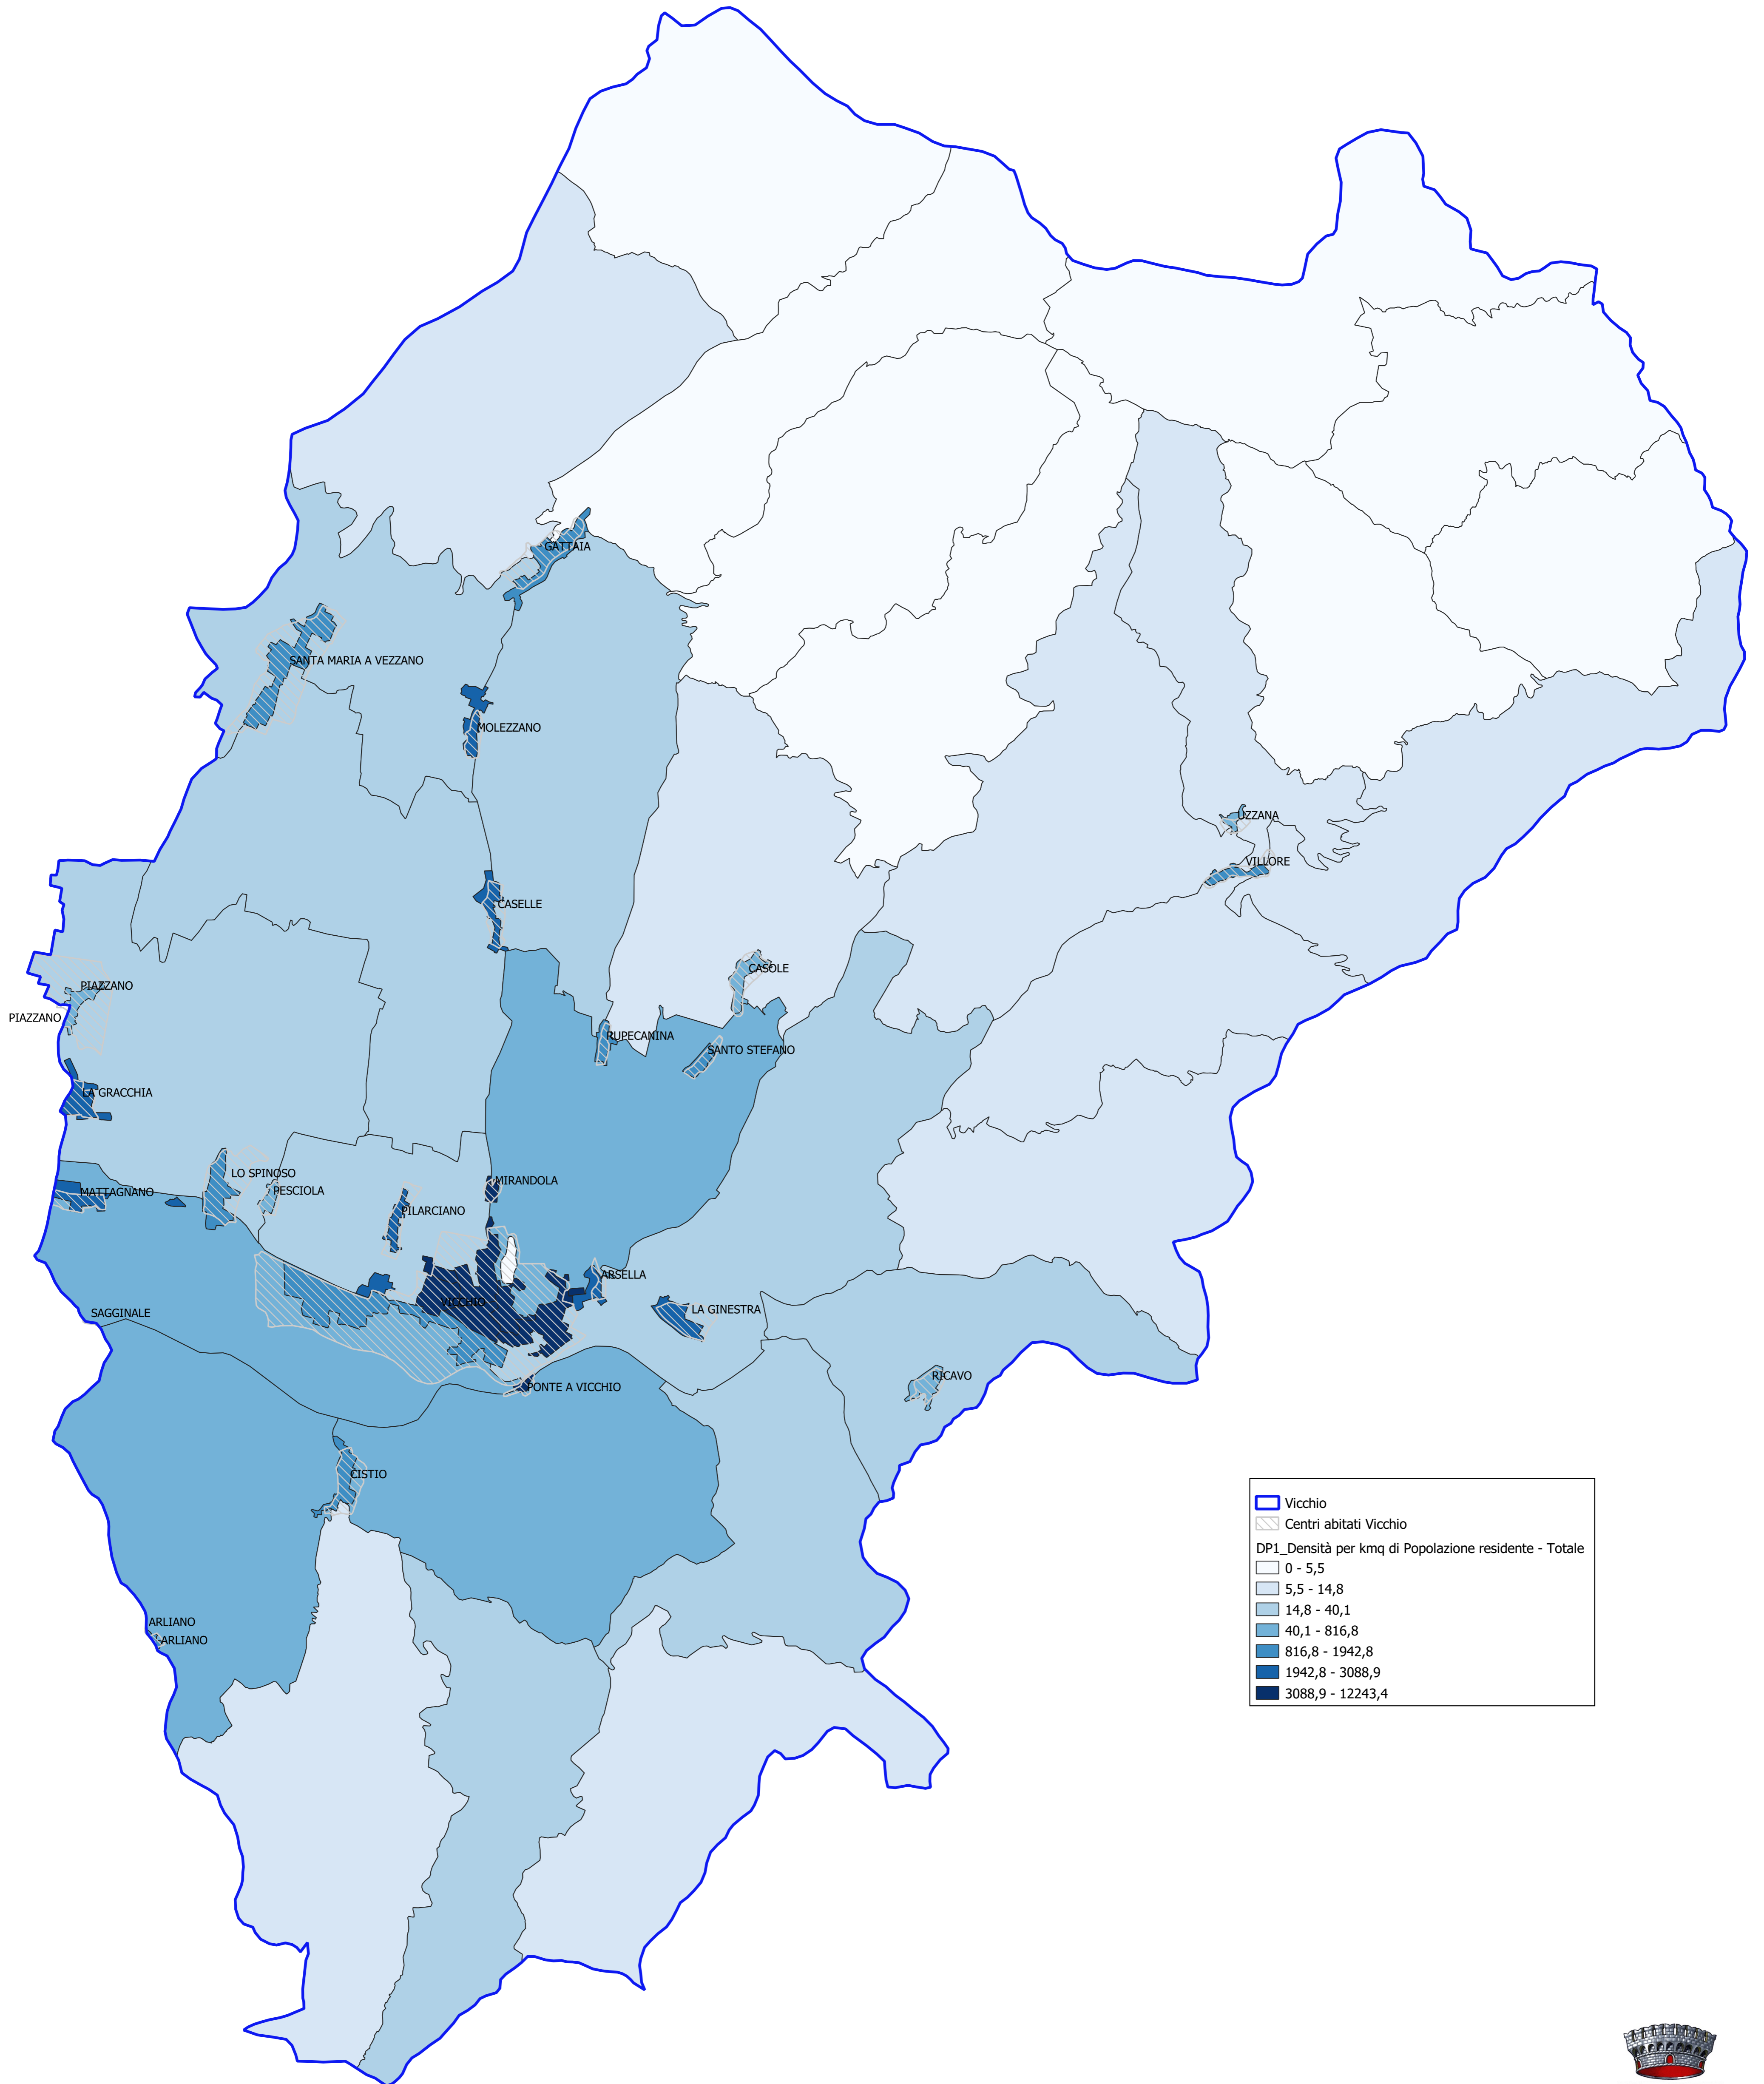 GATTAIA
SANTA MARIA A VEZZANO
MOLEZZANO
UZZANA
VILLORE
CASELLE
CASOLE
PIAZZANO
PIAZZANO
RUPECANINA
SANTO STEFANO
LA GRACCHIA
LO SPINOSO
MIRANDOLA
MATTAGNANO
PESCIOLA
PILARCIANO
ARSELLA
VICCHIO
LA GINESTRA
SAGGINALE
RICAVO
PONTE A VICCHIO
CISTIO
ARLIANO
ARLIANO
Vicchio
Centri abitati Vicchio
DP1_Densità per kmq di Popolazione residente - Totale
0 - 5,5
5,5 - 14,8
14,8 - 40,1
40,1 - 816,8
816,8 - 1942,8
1942,8 - 3088,9
3088,9 - 12243,4